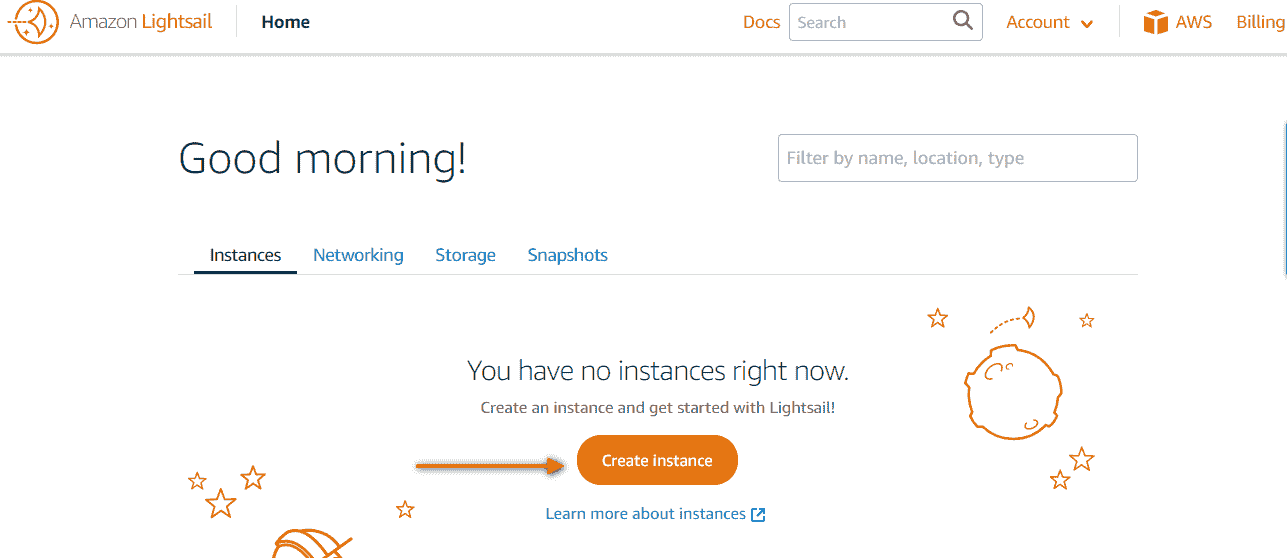 Amazon Lightsail Home Docs Search Account AWS Billing
Good morning!
Filter by name, location, type
Instances Networking Storage Snapshots
You have no instances right now.
Create an instance and get started with Lightsail!
Create instance
Learn more about instances